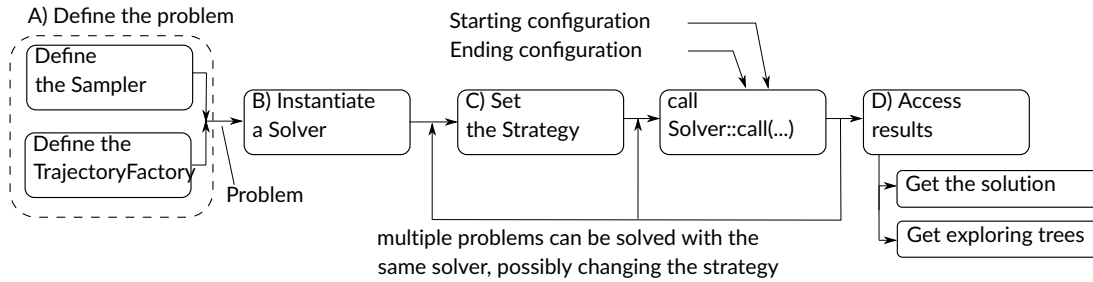 A) Define the problem
Define
the Sampler
Define the
TrajectoryFactory
Problem
B) Instantiate
a Solver
C) Set
the Strategy
Starting configuration
Ending configuration
call
Solver::call(...)
D) Access
results
Get the solution
Get exploring trees
multiple problems can be solved with the
same solver, possibly changing the strategy